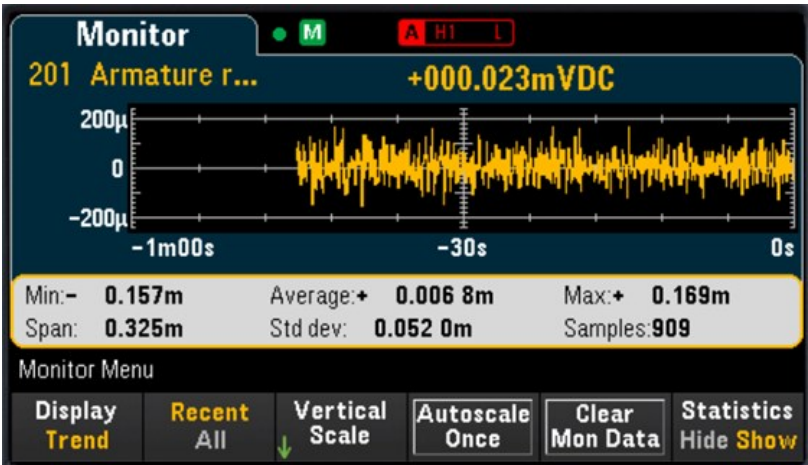 Monitor M A H1 L
201 Armature r... +000.023mVDC
200µ
0
-200µ
-1m00s -30s 0s
Min:- 0.157m Average:+ 0.006 8m Max:+ 0.169m
Span: 0.325m Std dev: 0.052 0m Samples:909
Monitor Menu
Display Recent Vertical Autoscale Clear Statistics
Trend All Scale Once Mon Data Hide Show